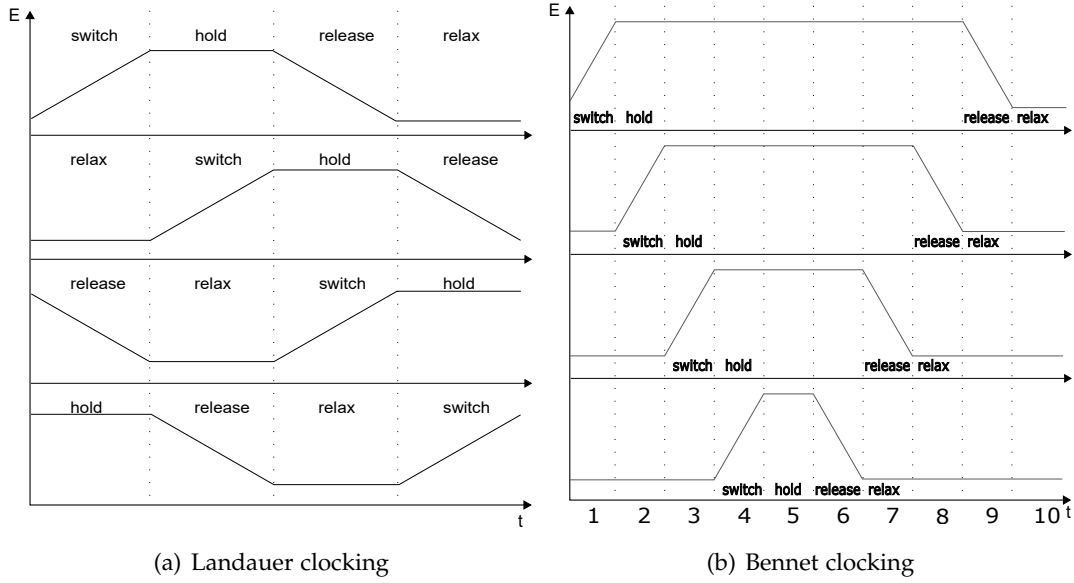 E
switch hold release relax
relax switch hold release
release relax switch hold
hold release relax switch
t
(a) Landauer clocking
E
switch hold release relax
switch hold release relax
switch hold release relax
switch hold release relax
1 2 3 4 5 6 7 8 9 10 t
(b) Bennet clocking